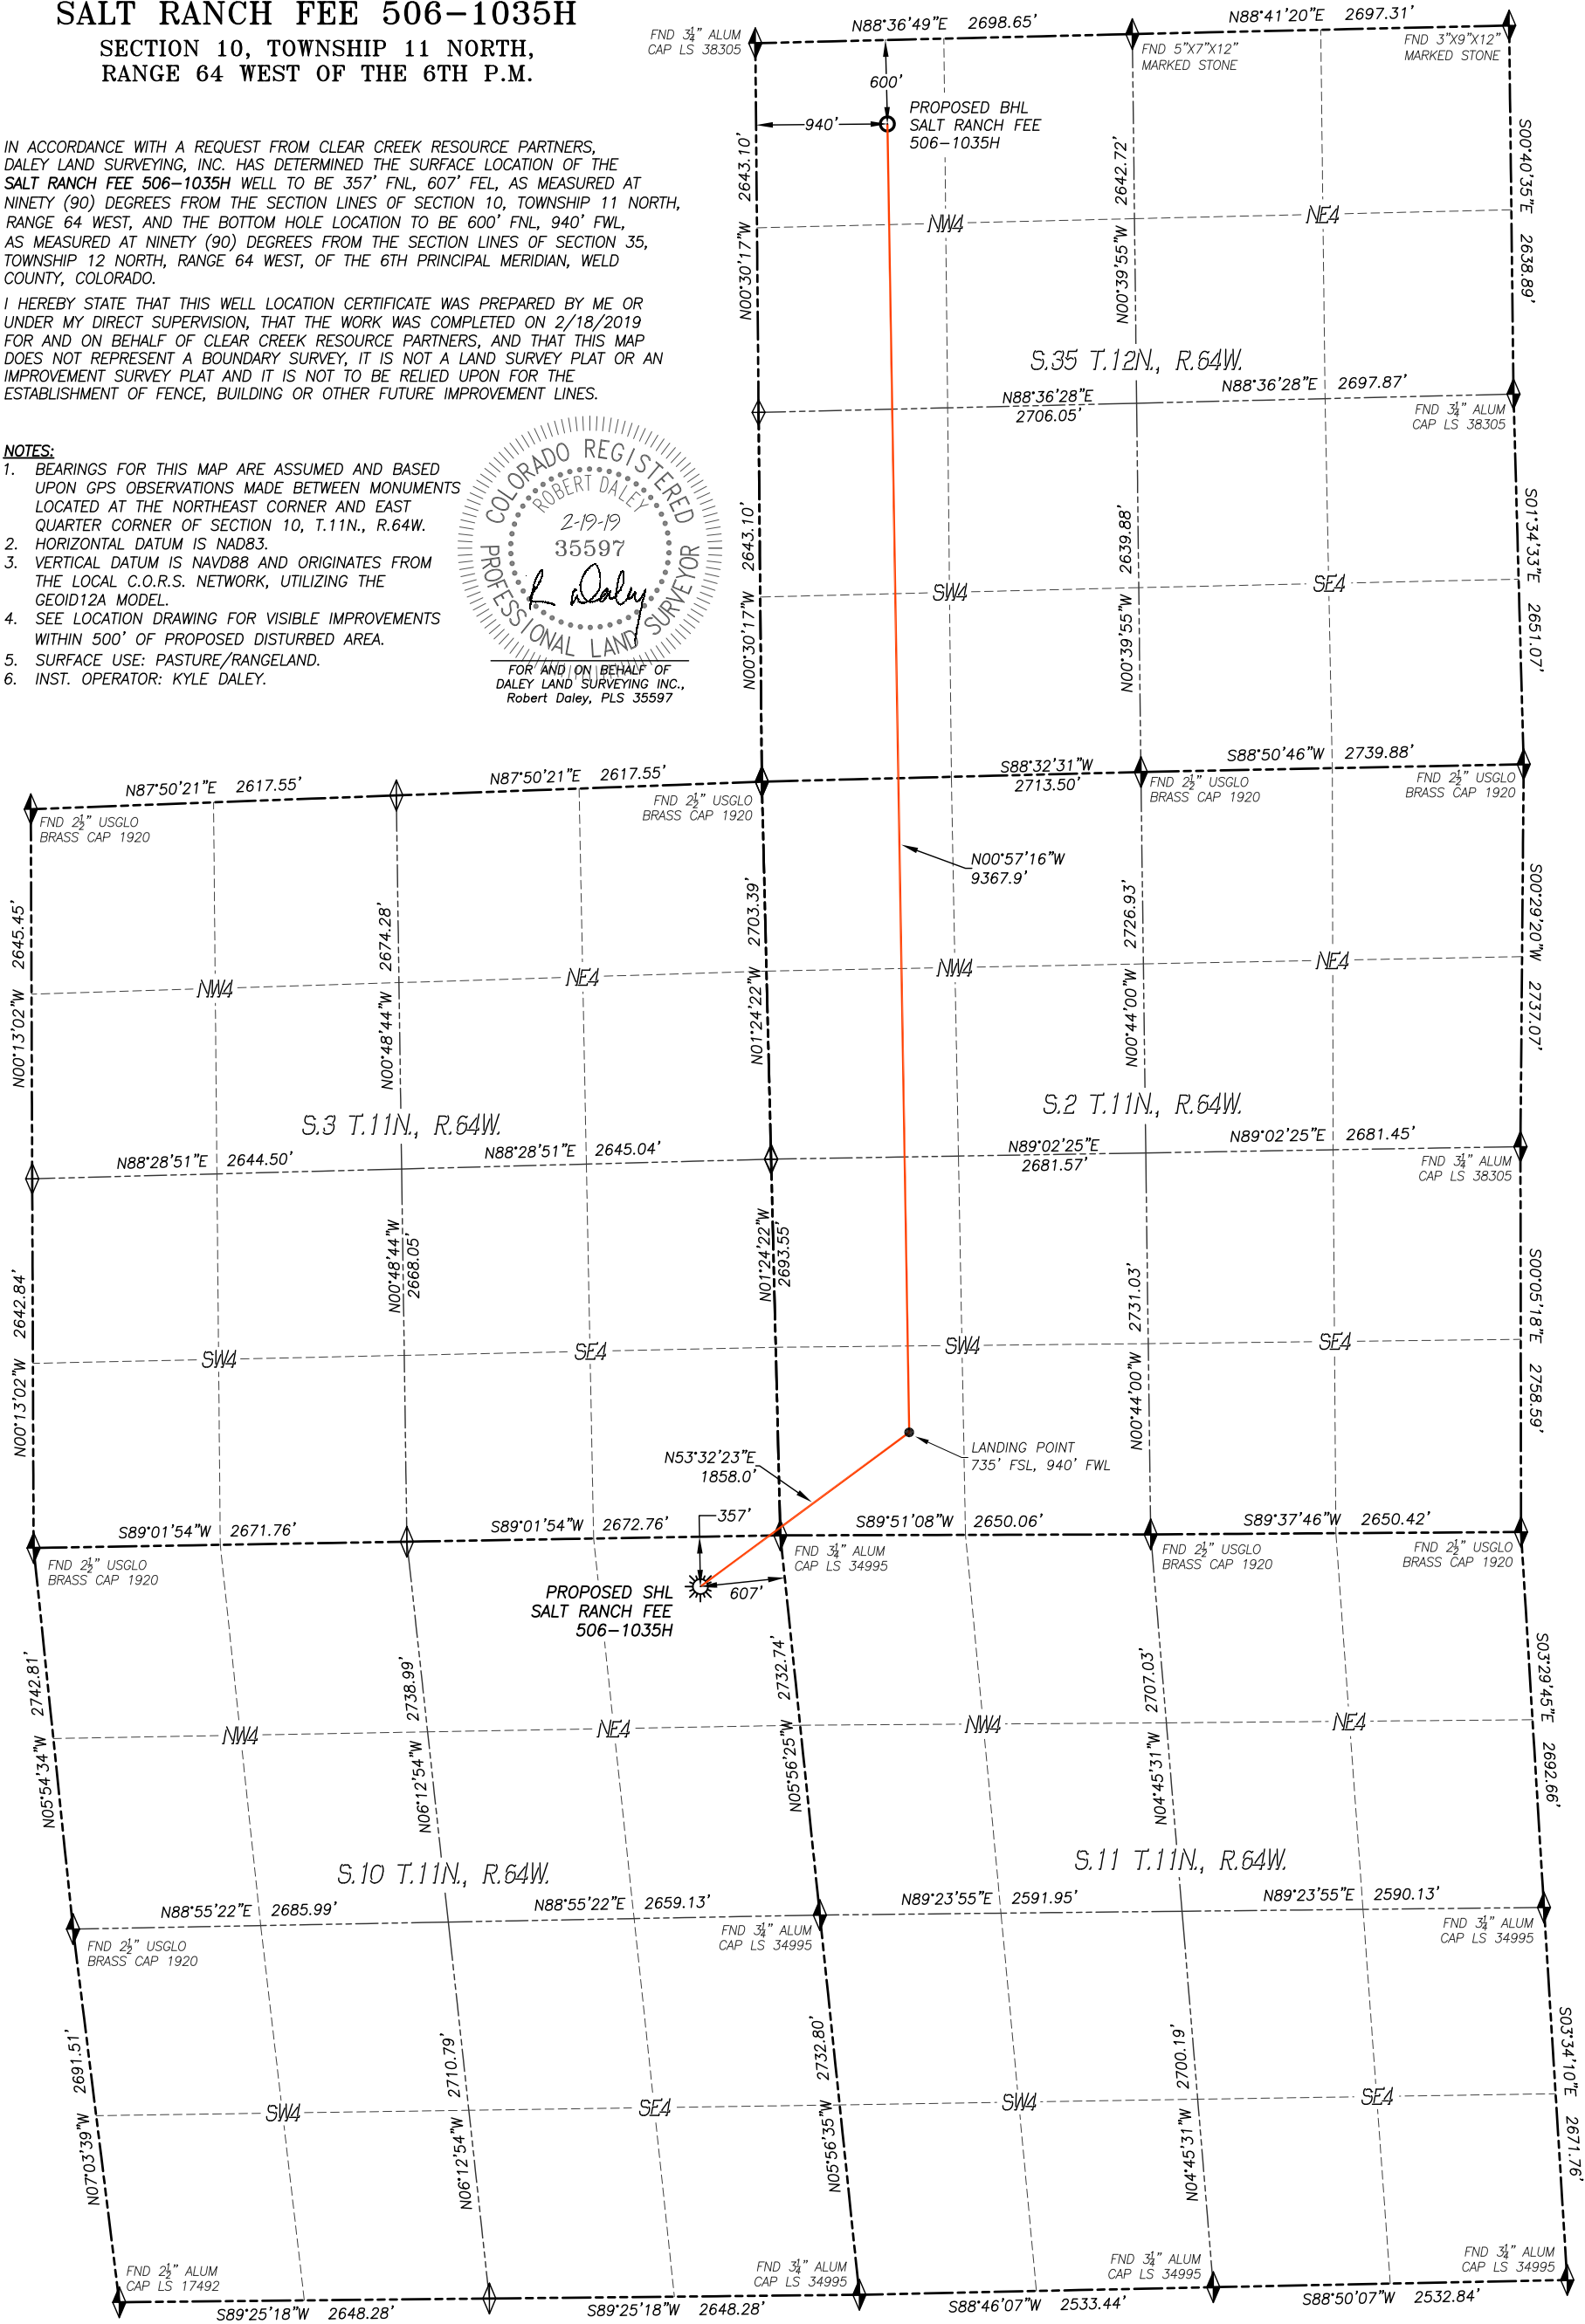 SALT RANCH FEE 506-1035H
SECTION 10, TOWNSHIP 11 NORTH,
RANGE 64 WEST OF THE 6TH P.M.
IN ACCORDANCE WITH A REQUEST FROM CLEAR CREEK RESOURCE PARTNERS,
DALEY LAND SURVEYING, INC. HAS DETERMINED THE SURFACE LOCATION OF THE
SALT RANCH FEE 506-1035H WELL TO BE 357' FNL, 607' FEL, AS MEASURED AT
NINETY (90) DEGREES FROM THE SECTION LINES OF SECTION 10, TOWNSHIP 11 NORTH,
RANGE 64 WEST, AND THE BOTTOM HOLE LOCATION TO BE 600' FNL, 940' FWL,
AS MEASURED AT NINETY (90) DEGREES FROM THE SECTION LINES OF SECTION 35,
TOWNSHIP 12 NORTH, RANGE 64 WEST, OF THE 6TH PRINCIPAL MERIDIAN, WELD
COUNTY, COLORADO.
I HEREBY STATE THAT THIS WELL LOCATION CERTIFICATE WAS PREPARED BY ME OR
UNDER MY DIRECT SUPERVISION, THAT THE WORK WAS COMPLETED ON 2/18/2019
FOR AND ON BEHALF OF CLEAR CREEK RESOURCE PARTNERS, AND THAT THIS MAP
DOES NOT REPRESENT A BOUNDARY SURVEY, IT IS NOT A LAND SURVEY PLAT OR AN
IMPROVEMENT SURVEY PLAT AND IT IS NOT TO BE RELIED UPON FOR THE
ESTABLISHMENT OF FENCE, BUILDING OR OTHER FUTURE IMPROVEMENT LINES.
NOTES:
1. BEARINGS FOR THIS MAP ARE ASSUMED AND BASED
UPON GPS OBSERVATIONS MADE BETWEEN MONUMENTS
LOCATED AT THE NORTHEAST CORNER AND EAST
QUARTER CORNER OF SECTION 10, T.11N., R.64W.
2. HORIZONTAL DATUM IS NAD83.
3. VERTICAL DATUM IS NAVD88 AND ORIGINATES FROM
THE LOCAL C.O.R.S. NETWORK, UTILIZING THE
GEOID12A MODEL.
4. SEE LOCATION DRAWING FOR VISIBLE IMPROVEMENTS
WITHIN 500' OF PROPOSED DISTURBED AREA.
5. SURFACE USE: PASTURE/RANGELAND.
6. INST. OPERATOR: KYLE DALEY.
COLORADO REGISTERED
ROBERT DALEY
2-19-19
35597
R Daley
PROFESSIONAL LAND SURVEYOR
FOR AND ON BEHALF OF
DALEY LAND SURVEYING INC.,
Robert Daley, PLS 35597
FND 3¼" ALUM
CAP LS 38305
N88°36'49"E 2698.65'
FND 5"X7"X12"
MARKED STONE
N88°41'20"E 2697.31'
FND 3"X9"X12"
MARKED STONE
600'
940'
PROPOSED BHL
SALT RANCH FEE
506-1035H
N00°30'17"W 2643.10'
N00°39'55"W 2642.72'
S00°40'35"E 2638.89'
NW4
NE4
S.35 T.12N., R.64W.
N88°36'28"E
2706.05'
N88°36'28"E 2697.87'
FND 3¼" ALUM
CAP LS 38305
N00°30'17"W 2643.10'
N00°39'55"W 2639.88'
S01°34'33"E 2651.07'
SW4
SE4
N87°50'21"E 2617.55'
N87°50'21"E 2617.55'
S88°32'31"W
2713.50'
S88°50'46"W 2739.88'
FND 2½" USGLO
BRASS CAP 1920
FND 2½" USGLO
BRASS CAP 1920
FND 2½" USGLO
BRASS CAP 1920
FND 2½" USGLO
BRASS CAP 1920
N00°57'16"W
9367.9'
N00°13'02"W 2645.45'
N00°48'44"W 2674.28'
N01°24'22"W 2703.39'
N00°44'00"W 2726.93'
S00°29'20"W 2737.07'
NW4
NE4
NW4
NE4
S.3 T.11N., R.64W.
S.2 T.11N., R.64W.
N88°28'51"E 2644.50'
N88°28'51"E 2645.04'
N89°02'25"E
2681.57'
N89°02'25"E 2681.45'
FND 3¼" ALUM
CAP LS 38305
N00°13'02"W 2642.84'
N00°48'44"W
2668.05'
N01°24'22"W
2693.55'
N00°44'00"W 2731.03'
S00°05'18"E 2758.59'
SW4
SE4
SW4
SE4
N53°32'23"E
1858.0'
LANDING POINT
735' FSL, 940' FWL
S89°01'54"W 2671.76'
S89°01'54"W 2672.76'
357'
S89°51'08"W 2650.06'
S89°37'46"W 2650.42'
FND 2½" USGLO
BRASS CAP 1920
FND 3¼" ALUM
CAP LS 34995
FND 2½" USGLO
BRASS CAP 1920
FND 2½" USGLO
BRASS CAP 1920
PROPOSED SHL
SALT RANCH FEE
506-1035H
607'
N05°54'34"W 2742.81'
N06°12'54"W 2738.99'
N05°56'25"W 2732.74'
N04°45'31"W 2707.03'
S03°29'45"E 2692.66'
NW4
NE4
NW4
NE4
S.10 T.11N., R.64W.
S.11 T.11N., R.64W.
N88°55'22"E 2685.99'
N88°55'22"E 2659.13'
N89°23'55"E 2591.95'
N89°23'55"E 2590.13'
FND 2½" USGLO
BRASS CAP 1920
FND 3¼" ALUM
CAP LS 34995
FND 3¼" ALUM
CAP LS 34995
N07°03'39"W 2691.51'
N06°12'54"W 2710.79'
N05°56'35"W 2732.80'
N04°45'31"W 2700.19'
S03°34'10"E 2671.76'
SW4
SE4
SW4
SE4
FND 2½" ALUM
CAP LS 17492
FND 3¼" ALUM
CAP LS 34995
FND 3¼" ALUM
CAP LS 34995
FND 3¼" ALUM
CAP LS 34995
S89°25'18"W 2648.28'
S89°25'18"W 2648.28'
S88°46'07"W 2533.44'
S88°50'07"W 2532.84'